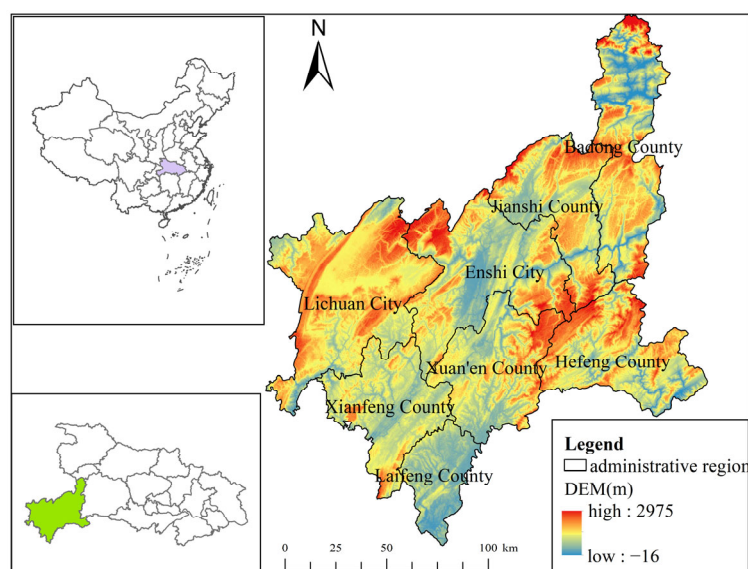 N
Badong County
Jianshi County
Enshi City
Lichuan City
Xuan'en County
Hefeng County
Xianfeng County
Laifeng County
Legend
administrative region
DEM(m)
high : 2975
low : −16
0 25 50 100 km